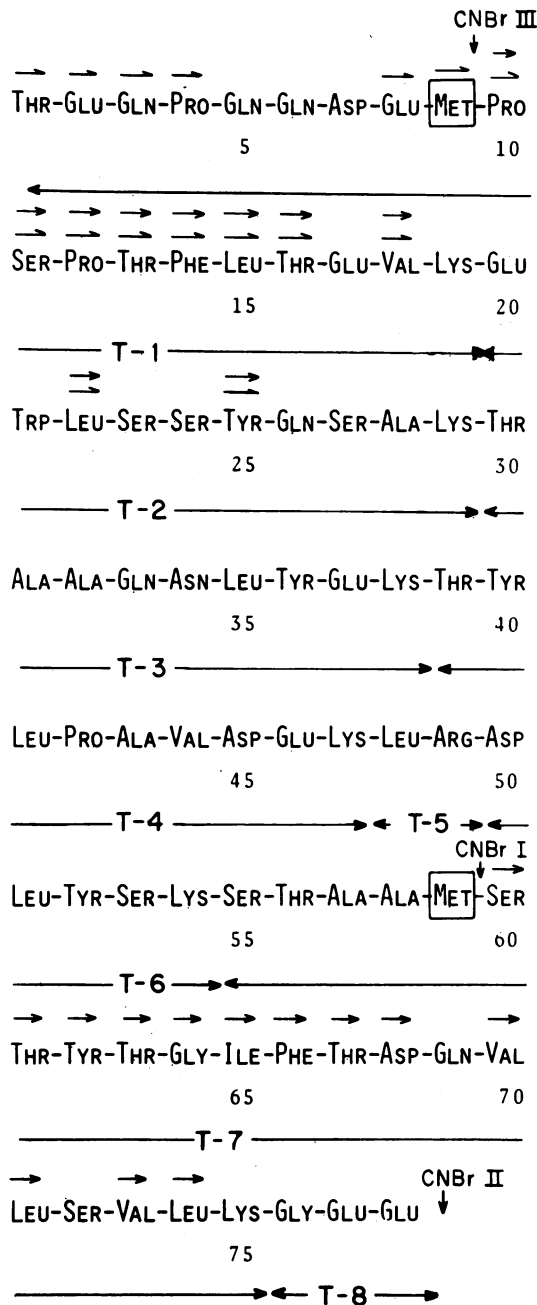 CNBr III
THR-GLU-GLN-PRO-GLN-GLN-ASP-GLU-MET-PRO
5 10
SER-PRO-THR-PHE-LEU-THR-GLU-VAL-LYS-GLU
15 20
T-1
TRP-LEU-SER-SER-TYR-GLN-SER-ALA-LYS-THR
25 30
T-2
ALA-ALA-GLN-ASN-LEU-TYR-GLU-LYS-THR-TYR
35 40
T-3
LEU-PRO-ALA-VAL-ASP-GLU-LYS-LEU-ARG-ASP
45 50
T-4 T-5
CNBr I
LEU-TYR-SER-LYS-SER-THR-ALA-ALA-MET-SER
55 60
T-6
THR-TYR-THR-GLY-ILE-PHE-THR-ASP-GLN-VAL
65 70
T-7
CNBr II
LEU-SER-VAL-LEU-LYS-GLY-GLU-GLU
75
T-8